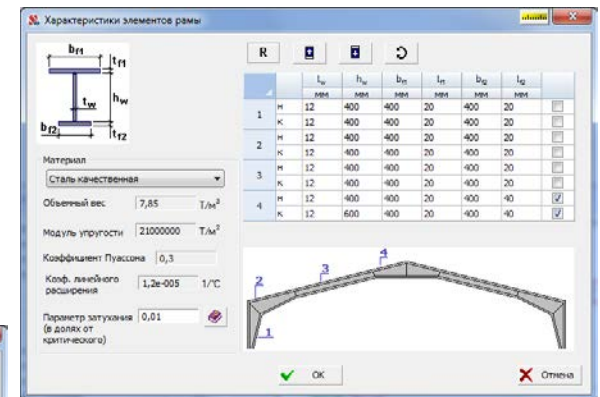 Характеристики элементов рамы
bf1
tf1
tw
hw
bf2
tf2
Материал
Сталь качественная
Объемный вес 7,85 Т/м³
Модуль упругости 21000000 Т/м²
Коэффициент Пуассона 0,3
Коэф. линейного расширения 1,2e-005 1/°C
Параметр затухания 0,01
(в долях от
критического)
R
tw hw bf1 tf1 bf2 tf2
мм мм мм мм мм мм
1 н 12 400 400 20 400 20
к 12 400 400 20 400 20
2 н 12 400 400 20 400 20
к 12 400 400 20 400 20
3 н 12 400 400 20 400 20
к 12 400 400 20 400 20
4 н 12 400 400 20 400 40
к 12 600 400 20 400 40
4
3
2
1
OK
Отмена